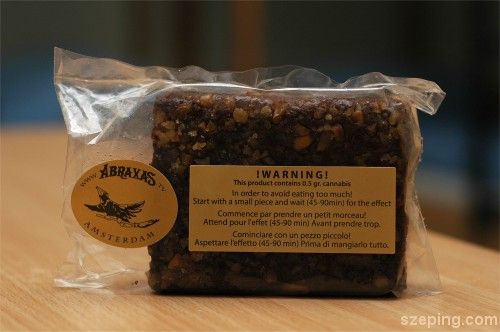 www.ABRAXAS.TV
AMSTERDAM
!WARNING!
This product contains 0.5 gr. cannabis
In order to avoid eating too much!
Start with a small piece and wait (45-90min) for the effect
Commence par prendre un petit morceau!
Attend pour l'effet (45-90 min) Avant prendre trop.
Cominciare con un pezzo piccolo!
Aspettare l'effetto (45-90 min) Prima di mangiarlo tutto.
szeping.com